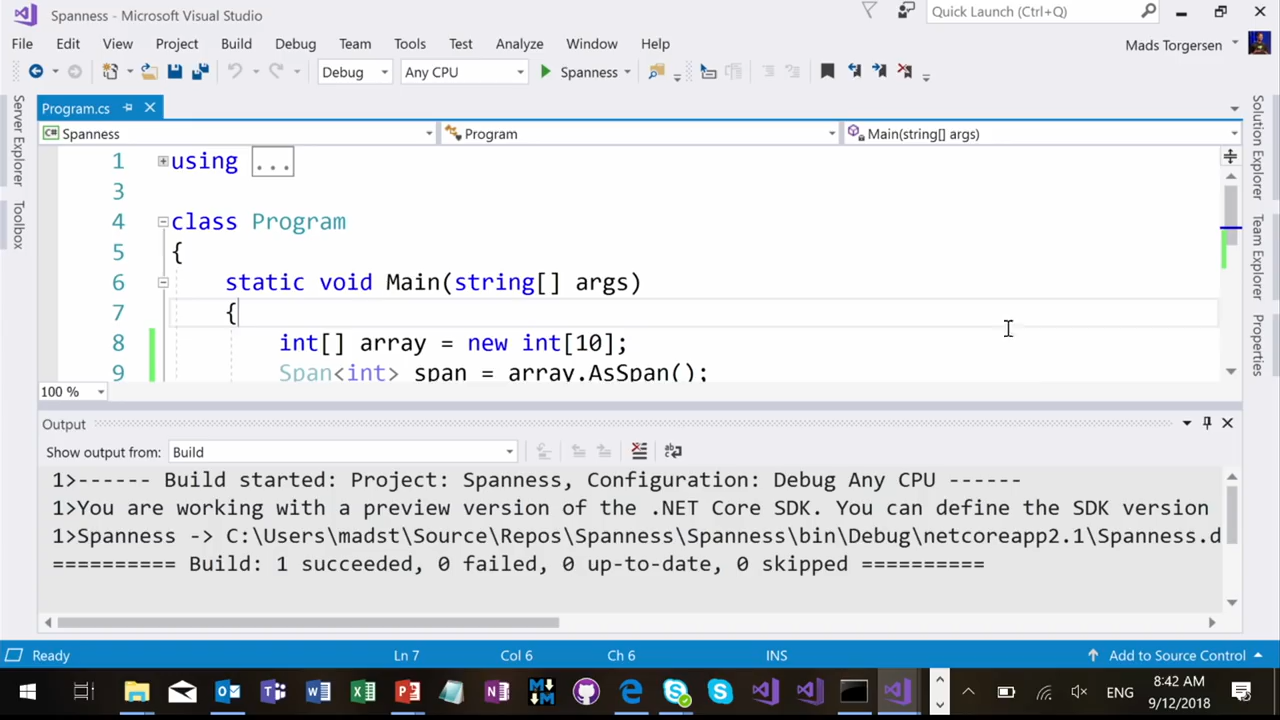 Spanness - Microsoft Visual Studio
Quick Launch (Ctrl+Q)
File Edit View Project Build Debug Team Tools Test Analyze Window Help
Mads Torgersen
Debug Any CPU Spanness
Server Explorer
Toolbox
Program.cs
Spanness Program Main(string[] args)
1 using ...
3
4 class Program
5 {
6 static void Main(string[] args)
7 {
8 int[] array = new int[10];
9 Span<int> span = array.AsSpan();
100 %
Solution Explorer
Team Explorer
Properties
Output
Show output from: Build
1>------ Build started: Project: Spanness, Configuration: Debug Any CPU ------
1>You are working with a preview version of the .NET Core SDK. You can define the SDK version
1>Spanness -> C:\Users\madst\Source\Repos\Spanness\Spanness\bin\Debug\netcoreapp2.1\Spanness.d
========== Build: 1 succeeded, 0 failed, 0 up-to-date, 0 skipped ==========
Ready Ln 7 Col 6 Ch 6 INS Add to Source Control
ENG
8:42 AM
9/12/2018